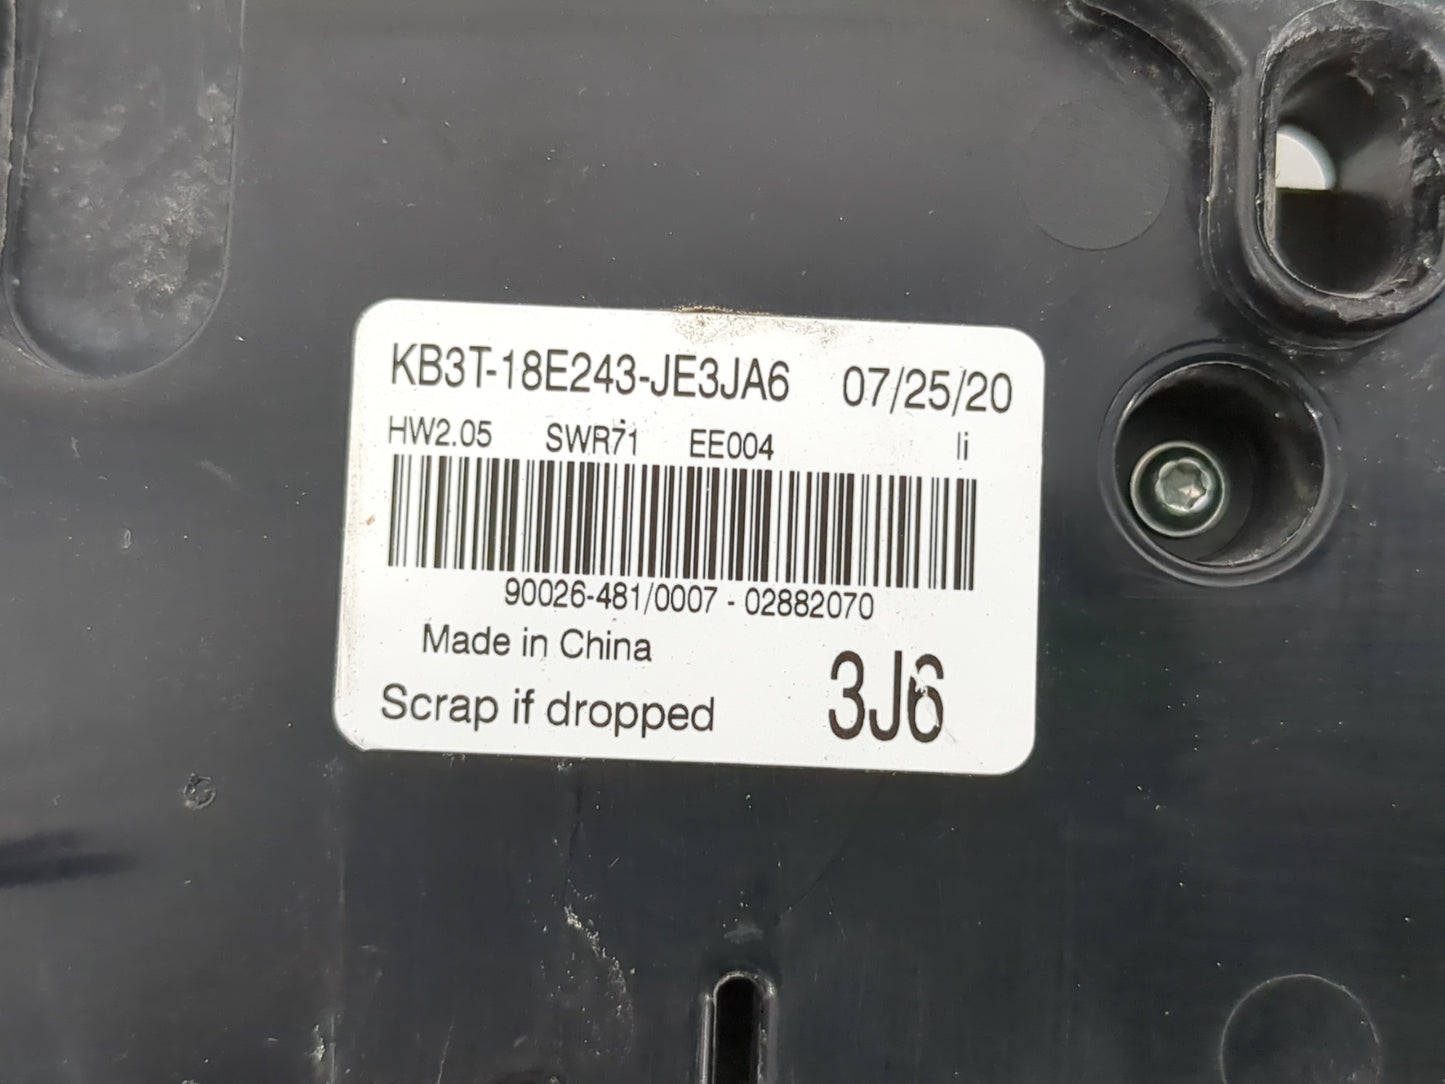 KB3T-18E243-JE3JA6 07/25/20
HW2.05 SWR71 EE004 li
90026-481/0007 - 02882070
Made in China
Scrap if dropped 3J6